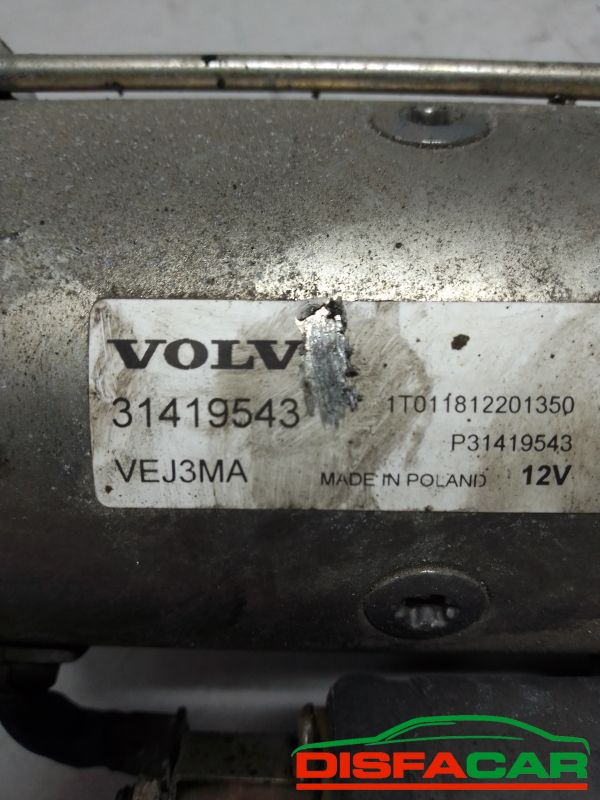 VOLV
31419543
1T011812201350
P31419543
VEJ3MA
MADE IN POLAND 12V
DISFACAR